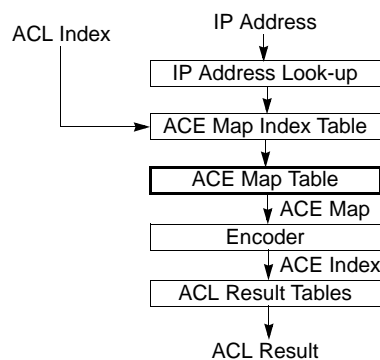 IP Address
ACL Index
IP Address Look-up
ACE Map Index Table
ACE Map Table
ACE Map
Encoder
ACE Index
ACL Result Tables
ACL Result